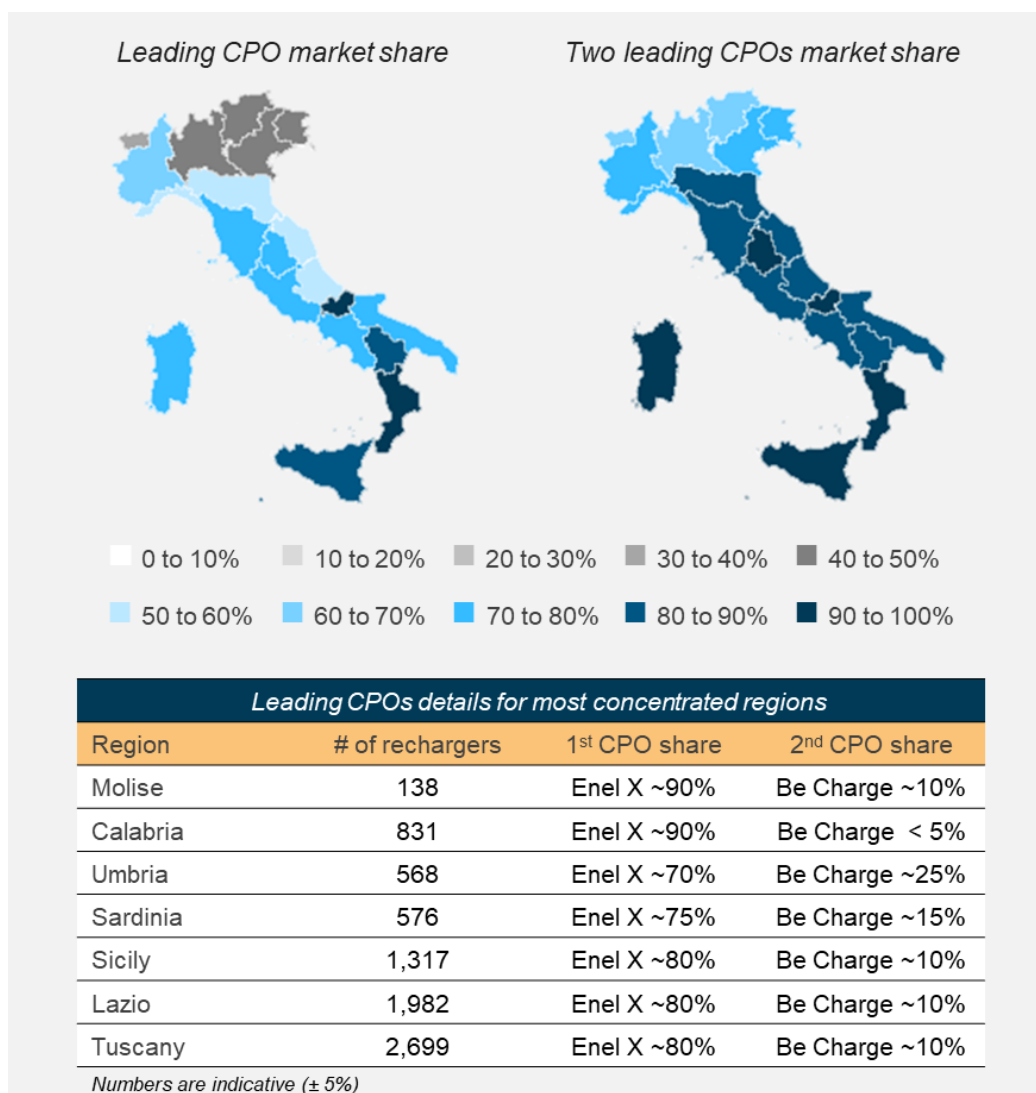 Leading CPO market share
Two leading CPOs market share
0 to 10%
10 to 20%
20 to 30%
30 to 40%
40 to 50%
50 to 60%
60 to 70%
70 to 80%
80 to 90%
90 to 100%
Leading CPOs details for most concentrated regions
Region # of rechargers 1st CPO share 2nd CPO share
Molise 138 Enel X ~90% Be Charge ~10%
Calabria 831 Enel X ~90% Be Charge < 5%
Umbria 568 Enel X ~70% Be Charge ~25%
Sardinia 576 Enel X ~75% Be Charge ~15%
Sicily 1,317 Enel X ~80% Be Charge ~10%
Lazio 1,982 Enel X ~80% Be Charge ~10%
Tuscany 2,699 Enel X ~80% Be Charge ~10%
Numbers are indicative (± 5%)